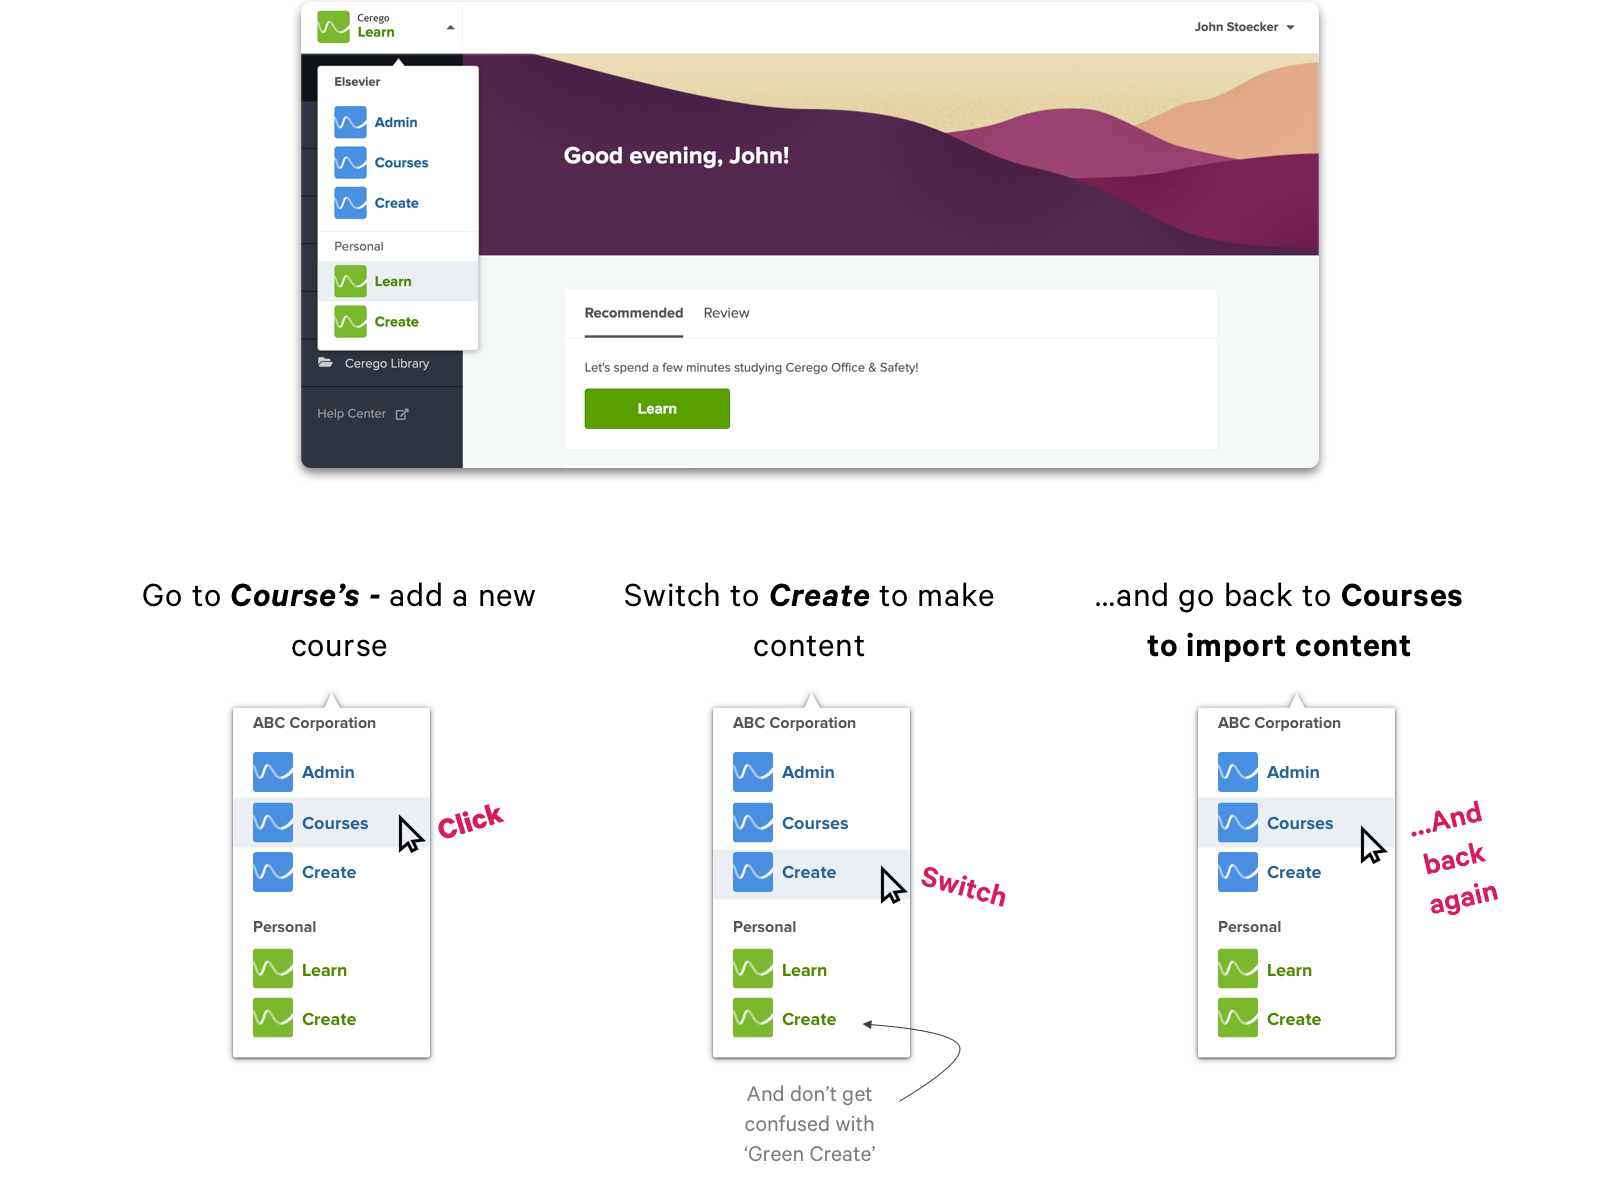 Cerego
Learn
John Stoecker
Elsevier
Admin
Courses
Create
Personal
Learn
Create
Cerego Library
Help Center
Good evening, John!
Recommended Review
Let's spend a few minutes studying Cerego Office & Safety!
Learn
Go to Course’s - add a new
course
ABC Corporation
Admin
Courses
Create
Personal
Learn
Create
Click
Switch to Create to make
content
ABC Corporation
Admin
Courses
Create
Personal
Learn
Create
Switch
And don’t get
confused with
‘Green Create’
...and go back to Courses
to import content
ABC Corporation
Admin
Courses
Create
Personal
Learn
Create
...And
back
again